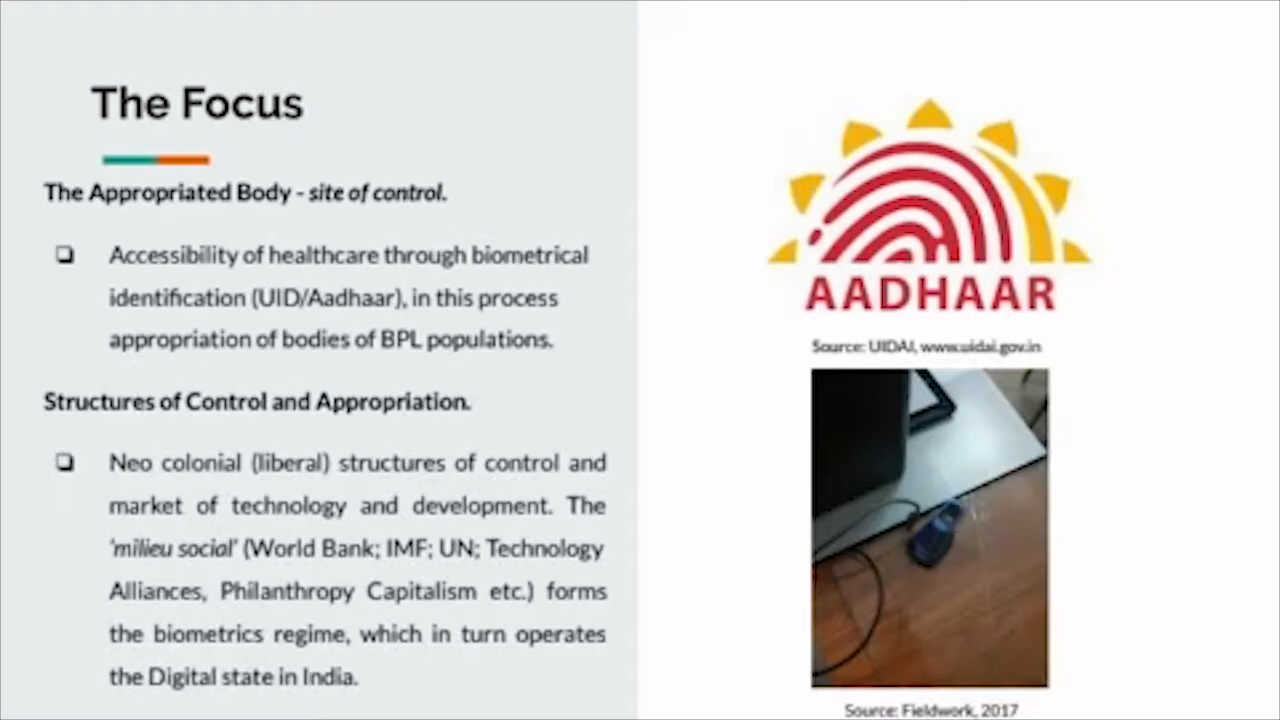 The Focus
The Appropriated Body - site of control.
❏ Accessibility of healthcare through biometrical
identification (UID/Aadhaar), in this process
appropriation of bodies of BPL populations.
Structures of Control and Appropriation.
❏ Neo colonial (liberal) structures of control and
market of technology and development. The
'milieu social' (World Bank; IMF; UN; Technology
Alliances, Philanthropy Capitalism etc.) forms
the biometrics regime, which in turn operates
the Digital state in India.
AADHAAR
Source: UIDAI, www.uidai.gov.in
Source: Fieldwork, 2017